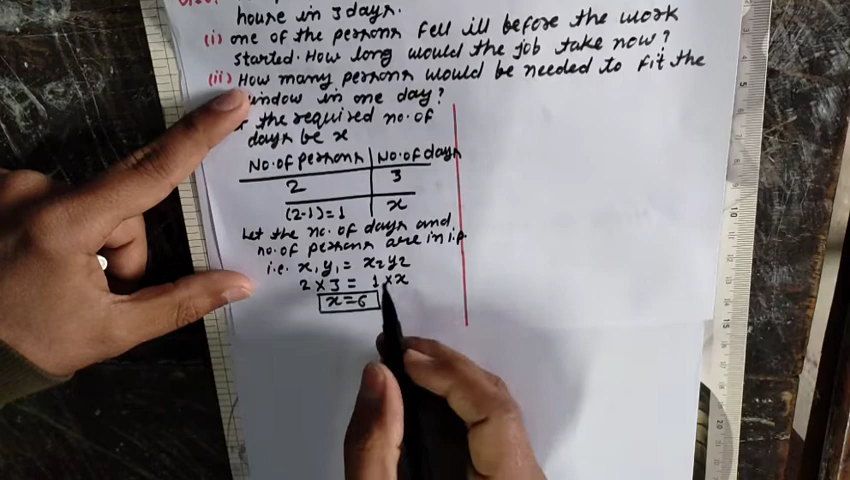 house in 3 days.
(i) one of the persons fell ill before the work
started. How long would the job take now?
(ii) How many persons would be needed to fit the
window in one day?
the required no. of
days be x
No. of persons No. of days
2 3
(2-1)=1 x
Let the no. of days and
no. of persons are in i.p.
i.e. x₁y₁ = x₂y₂
2 × 3 = 1 × x
x=6